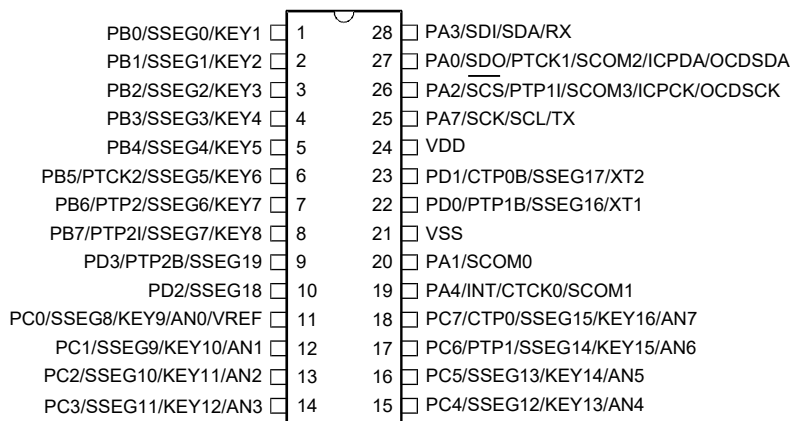 PB0/SSEG0/KEY1 1 28 PA3/SDI/SDA/RX
PB1/SSEG1/KEY2 2 27 PA0/SDO/PTCK1/SCOM2/ICPDA/OCDSDA
PB2/SSEG2/KEY3 3 26 PA2/SCS/PTP1I/SCOM3/ICPCK/OCDSCK
PB3/SSEG3/KEY4 4 25 PA7/SCK/SCL/TX
PB4/SSEG4/KEY5 5 24 VDD
PB5/PTCK2/SSEG5/KEY6 6 23 PD1/CTP0B/SSEG17/XT2
PB6/PTP2/SSEG6/KEY7 7 22 PD0/PTP1B/SSEG16/XT1
PB7/PTP2I/SSEG7/KEY8 8 21 VSS
PD3/PTP2B/SSEG19 9 20 PA1/SCOM0
PD2/SSEG18 10 19 PA4/INT/CTCK0/SCOM1
PC0/SSEG8/KEY9/AN0/VREF 11 18 PC7/CTP0/SSEG15/KEY16/AN7
PC1/SSEG9/KEY10/AN1 12 17 PC6/PTP1/SSEG14/KEY15/AN6
PC2/SSEG10/KEY11/AN2 13 16 PC5/SSEG13/KEY14/AN5
PC3/SSEG11/KEY12/AN3 14 15 PC4/SSEG12/KEY13/AN4